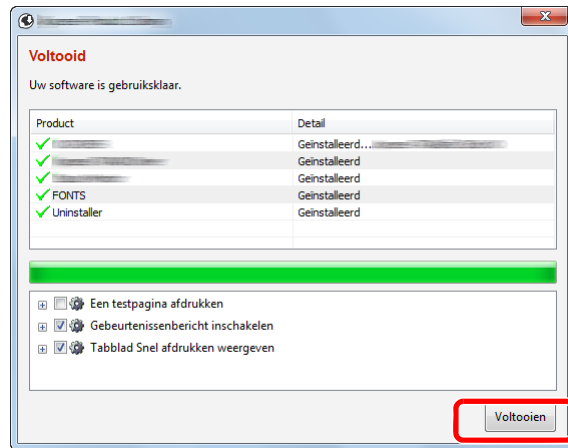 Voltooid
Uw software is gebruiksklaar.
Product Detail
Geïnstalleerd...
Geïnstalleerd
Geïnstalleerd
FONTS Geïnstalleerd
Uninstaller Geïnstalleerd
Een testpagina afdrukken
Gebeurtenissenbericht inschakelen
Tabblad Snel afdrukken weergeven
Voltooien